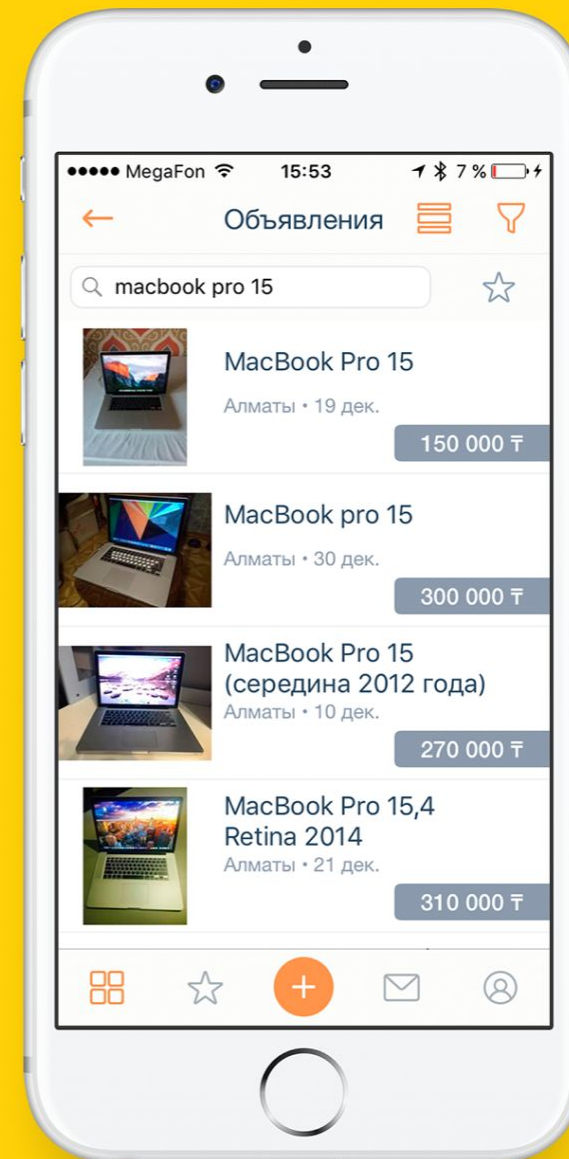 MegaFon 15:53 7 %
Объявления
macbook pro 15
MacBook Pro 15
Алматы • 19 дек.
150 000 ₸
MacBook pro 15
Алматы • 30 дек.
300 000 ₸
MacBook Pro 15
(середина 2012 года)
Алматы • 10 дек.
270 000 ₸
MacBook Pro 15,4
Retina 2014
Алматы • 21 дек.
310 000 ₸